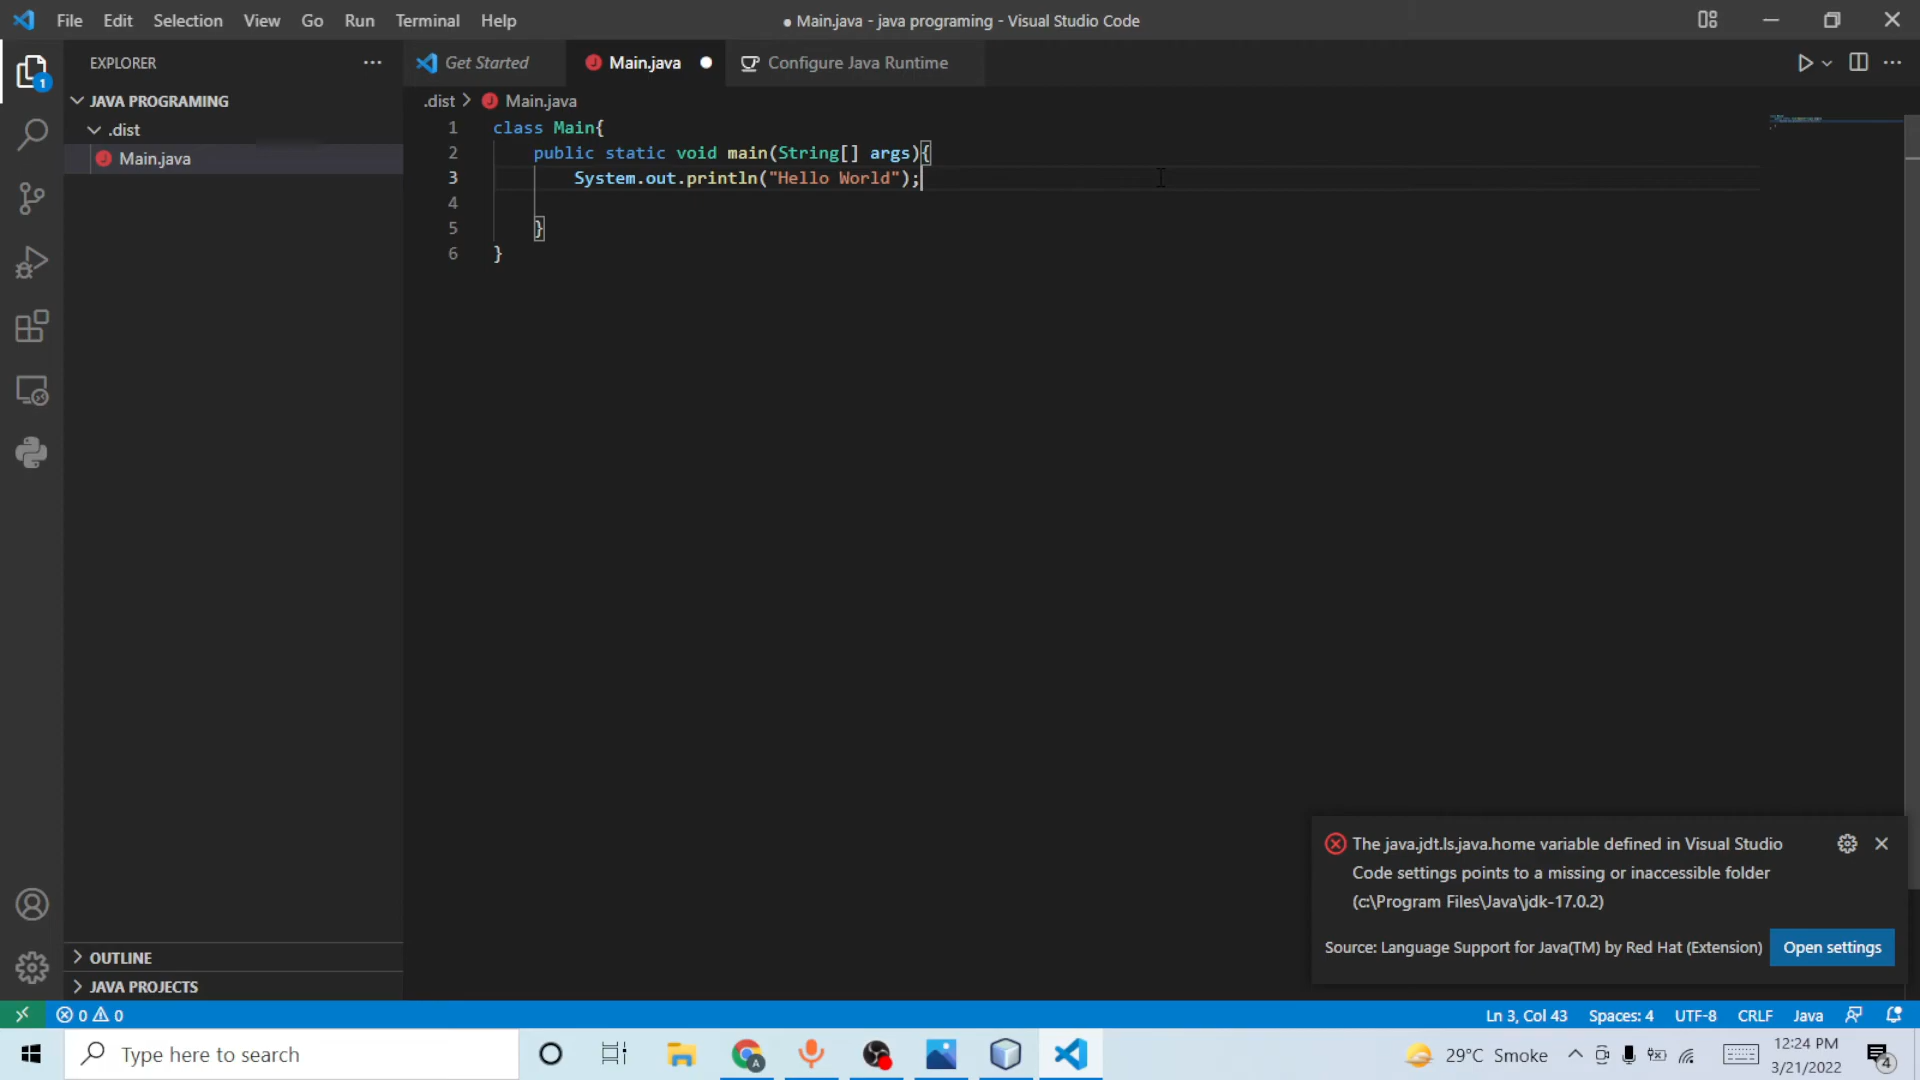 File Edit Selection View Go Run Terminal Help
● Main.java - java programing - Visual Studio Code
EXPLORER
1
JAVA PROGRAMING
.dist
Main.java
OUTLINE
JAVA PROJECTS
Get Started
Main.java
Configure Java Runtime
.dist > Main.java
1 class Main{
2 public static void main(String[] args){
3 System.out.println("Hello World");
4
5 }
6 }
The java.jdt.ls.java.home variable defined in Visual Studio
Code settings points to a missing or inaccessible folder
(c:\Program Files\Java\jdk-17.0.2)
Source: Language Support for Java(TM) by Red Hat (Extension)
Open settings
0 0
Ln 3, Col 43 Spaces: 4 UTF-8 CRLF Java
Type here to search
A
29°C Smoke
12:24 PM
3/21/2022
4